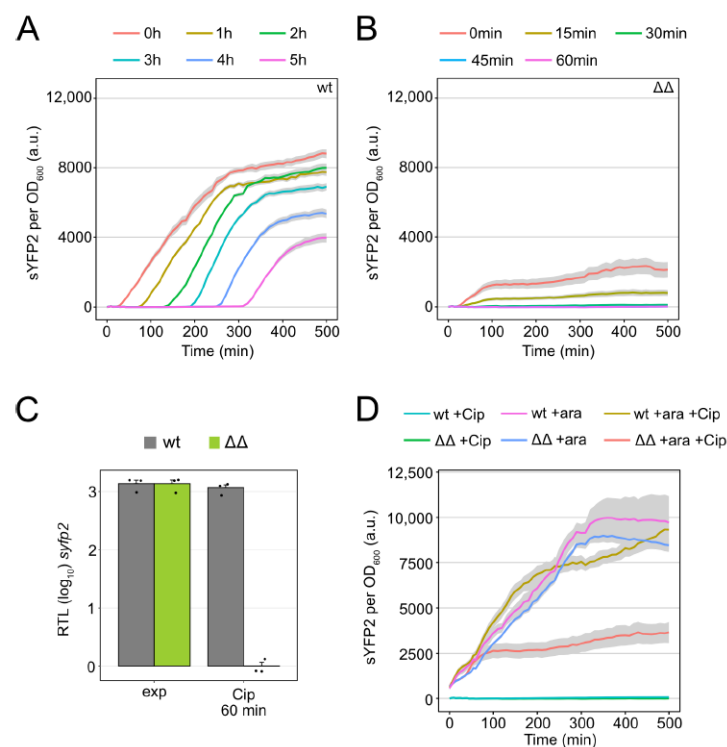 A
0h 1h 2h
3h 4h 5h
wt
12,000
8000
4000
0
sYFP2 per OD600 (a.u.)
0 100 200 300 400 500
Time (min)
B
0min 15min 30min
45min 60min
ΔΔ
12,000
8000
4000
0
sYFP2 per OD600 (a.u.)
0 100 200 300 400 500
Time (min)
C
wt ΔΔ
3
2
1
0
RTL (log10) syfp2
exp Cip
60 min
D
wt +Cip wt +ara wt +ara +Cip
ΔΔ +Cip ΔΔ +ara ΔΔ +ara +Cip
12,500
10,000
7500
5000
2500
0
sYFP2 per OD600 (a.u.)
0 100 200 300 400 500
Time (min)